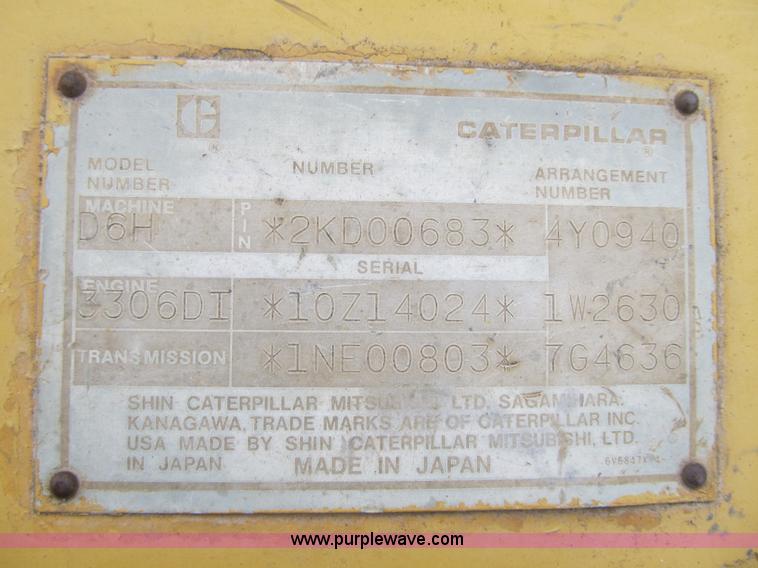 C
®
CATERPILLAR
®
MODEL NUMBER
NUMBER
ARRANGEMENT NUMBER
MACHINE
D6H
PIN
*2KD00683*
4Y0940
SERIAL
ENGINE
3306DI
*10Z14024*
1W2630
TRANSMISSION
*1NE00803*
7G4636
SHIN CATERPILLAR MITSUBISHI LTD, SAGAMIHARA.
KANAGAWA, TRADE MARKS ARE OF CATERPILLAR INC.
USA MADE BY SHIN CATERPILLAR MITSUBISHI, LTD.
IN JAPAN. MADE IN JAPAN
www.purplewave.com